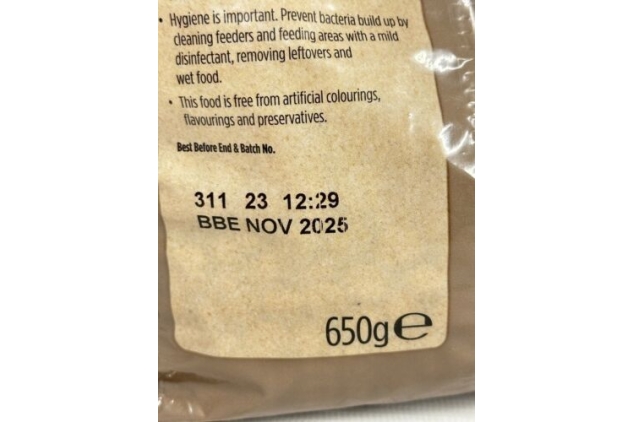 • Hygiene is important. Prevent bacteria build up by
cleaning feeders and feeding areas with a mild
disinfectant, removing leftovers and
wet food.
• This food is free from artificial colourings,
flavourings and preservatives.
Best Before End & Batch No.
311 23 12:29
BBE NOV 2025
650g ℮